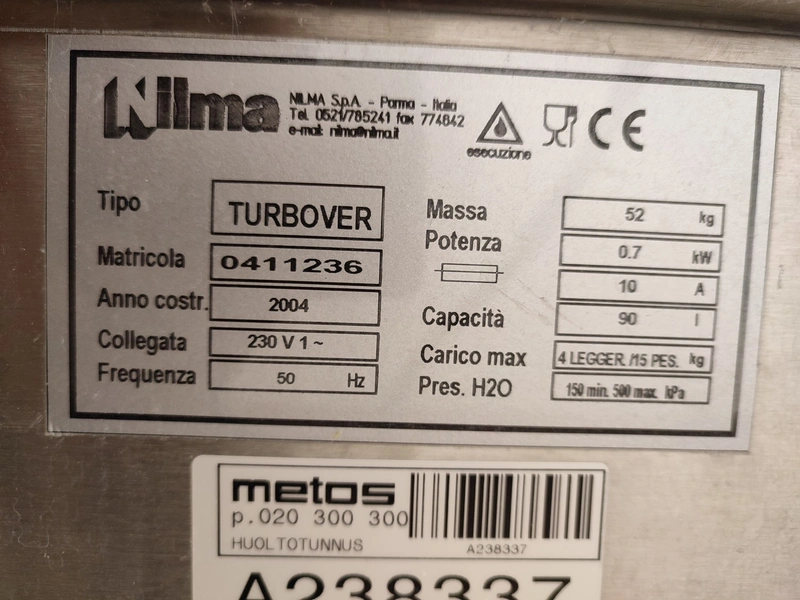 Nilma
NILMA S.p.A. - Parma - Italia
Tel. 0521/785241 fax 774842
e-mail: nilma@nilma.it
esecuzione
CE
Tipo TURBOVER
Matricola 0411236
Anno costr. 2004
Collegata 230 V 1 ~
Frequenza 50 Hz
Massa 52 kg
Potenza 0.7 kW
10 A
Capacità 90 l
Carico max 4 LEGGER./15 PES. kg
Pres. H2O 150 min. 500 max. kPa
metos
p.020 300 300
HUOLTOTUNNUS
A238337
A238337